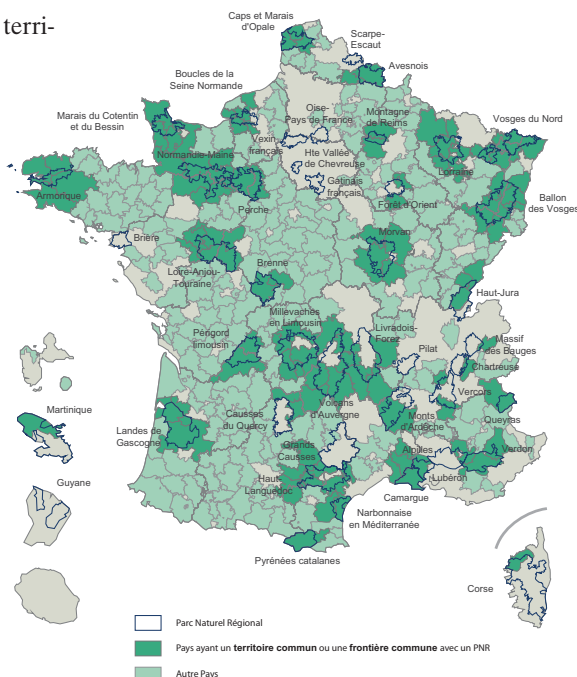 terri-
Caps et Marais
d'Opale
Scarpe-
Escaut
Avesnois
Boucles de la
Seine Normande
Oise-
Pays de France
Montagne
de Reims
Vosges du Nord
Marais du Cotentin
et du Bessin
Vexin
français
Normandie-Maine
Hte Vallée
de Chevreuse
Lorraine
Gâtinais
français
Armorique
Perche
Forêt d'Orient
Ballon
des Vosges
Brière
Morvan
Loire-Anjou-
Touraine
Brenne
Haut-Jura
Millevaches
en Limousin
Périgord
limousin
Livradois-
Forez
Pilat
Massif
des Bauges
Chartreuse
Vercors
Martinique
Volcans
d'Auvergne
Landes de
Gascogne
Causses
du Quercy
Monts
d'Ardèche
Queyras
Grands
Causses
Alpilles
Verdon
Guyane
Haut-
Languedoc
Lubéron
Camargue
Narbonnaise
en Méditerranée
Pyrénées catalanes
Corse
Parc Naturel Régional
Pays ayant un territoire commun ou une frontière commune avec un PNR
Autre Pays